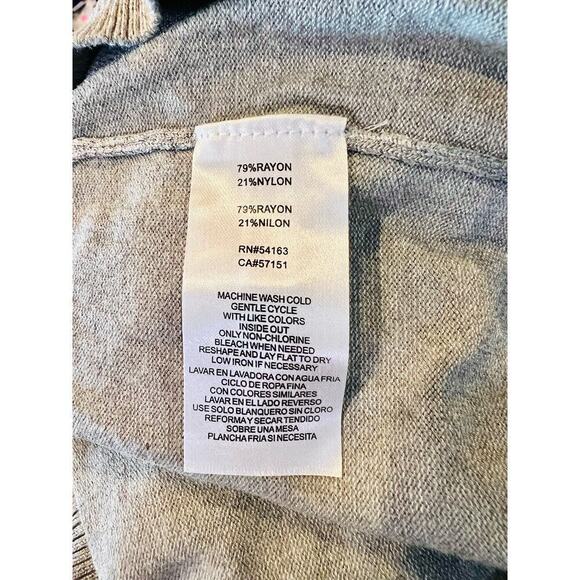 79%RAYON
21%NYLON
79%RAYON
21%NILON
RN#54163
CA#57151
MACHINE WASH COLD
GENTLE CYCLE
WITH LIKE COLORS
INSIDE OUT
ONLY NON-CHLORINE
BLEACH WHEN NEEDED
RESHAPE AND LAY FLAT TO DRY
LOW IRON IF NECESSARY
LAVAR EN LAVADORA CON AGUA FRIA
CICLO DE ROPA FINA
CON COLORES SIMILARES
LAVAR EN EL LADO REVERSO
USE SOLO BLANQUERO SIN CLORO
REFORMA Y SECAR TENDIDO
SOBRE UNA MESA
PLANCHA FRIA SI NECESITA